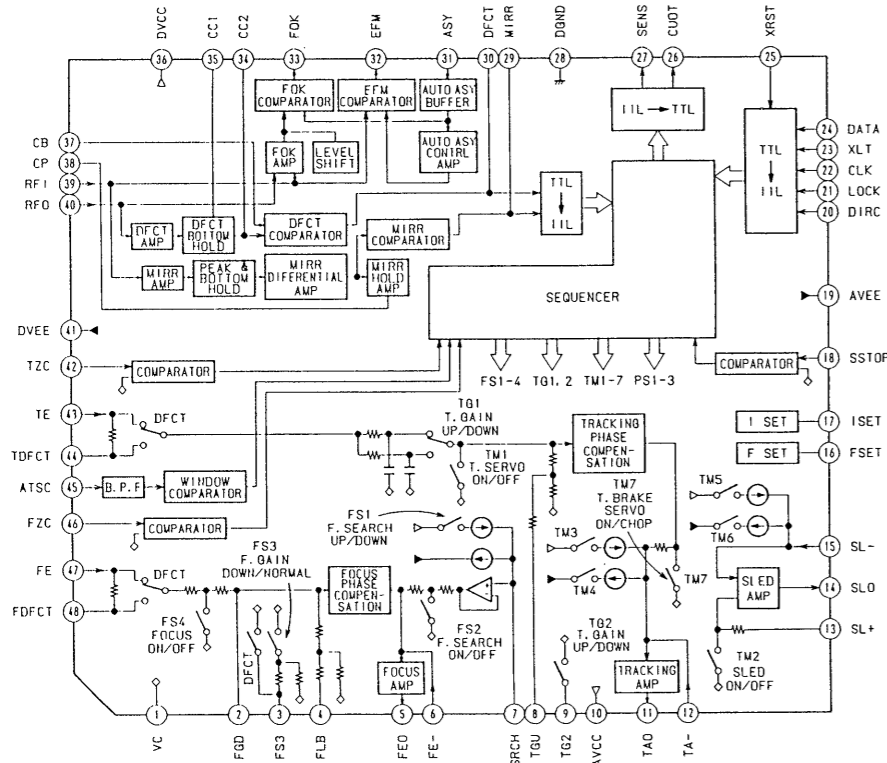 DVCC CC1 CC2 FOK EFM ASY DFCT MIRR DGND SENS CUOT XRST
36 35 34 33 32 31 30 29 28 27 26 25
FOK COMPARATOR
EFM COMPARATOR
AUTO ASY BUFFER
IIL → TTL
CB 37
CP 38
RFI 39
RFO 40
FOK AMP
LEVEL SHIFT
AUTO ASY CONTRL AMP
TTL ↓ IIL
TTL ↓ IIL
24 DATA
23 XLT
22 CLK
21 LOCK
20 DIRC
DFCT AMP
DFCT BOTTOM HOLD
DFCT COMPARATOR
MIRR COMPARATOR
MIRR AMP
PEAK & BOTTOM HOLD
MIRR DIFERENTIAL AMP
MIRR HOLD AMP
SEQUENCER
19 AVEE
DVEE 41
TZC 42
COMPARATOR
FS1-4 TG1, 2 TM1-7 PS1-3
COMPARATOR
18 SSTOP
TE 43
DFCT
TDFCT 44
TG1 T. GAIN UP/DOWN
TM1 T. SERVO ON/OFF
TRACKING PHASE COMPENSATION
I SET
17 ISET
F SET
16 FSET
ATSC 45
B.P.F
WINDOW COMPARATOR
TM7 T. BRAKE SERVO ON/CHOP
TM5
FZC 46
COMPARATOR
FS1 F. SEARCH UP/DOWN
TM3
TM6
15 SL-
FS3 F. GAIN DOWN/NORMAL
FE 47
DFCT
FDFCT 48
FOCUS PHASE COMPENSATION
TM4
TM7
SLED AMP
14 SLO
13 SL+
FS4 FOCUS ON/OFF
DFCT
FS2 F. SEARCH ON/OFF
TG2 T. GAIN UP/DOWN
TM2 SLED ON/OFF
FOCUS AMP
TRACKING AMP
1 2 3 4 5 6 7 8 9 10 11 12
VC FGD FS3 FLB FEO FE- SRCH TGU TG2 AVCC TAO TA-